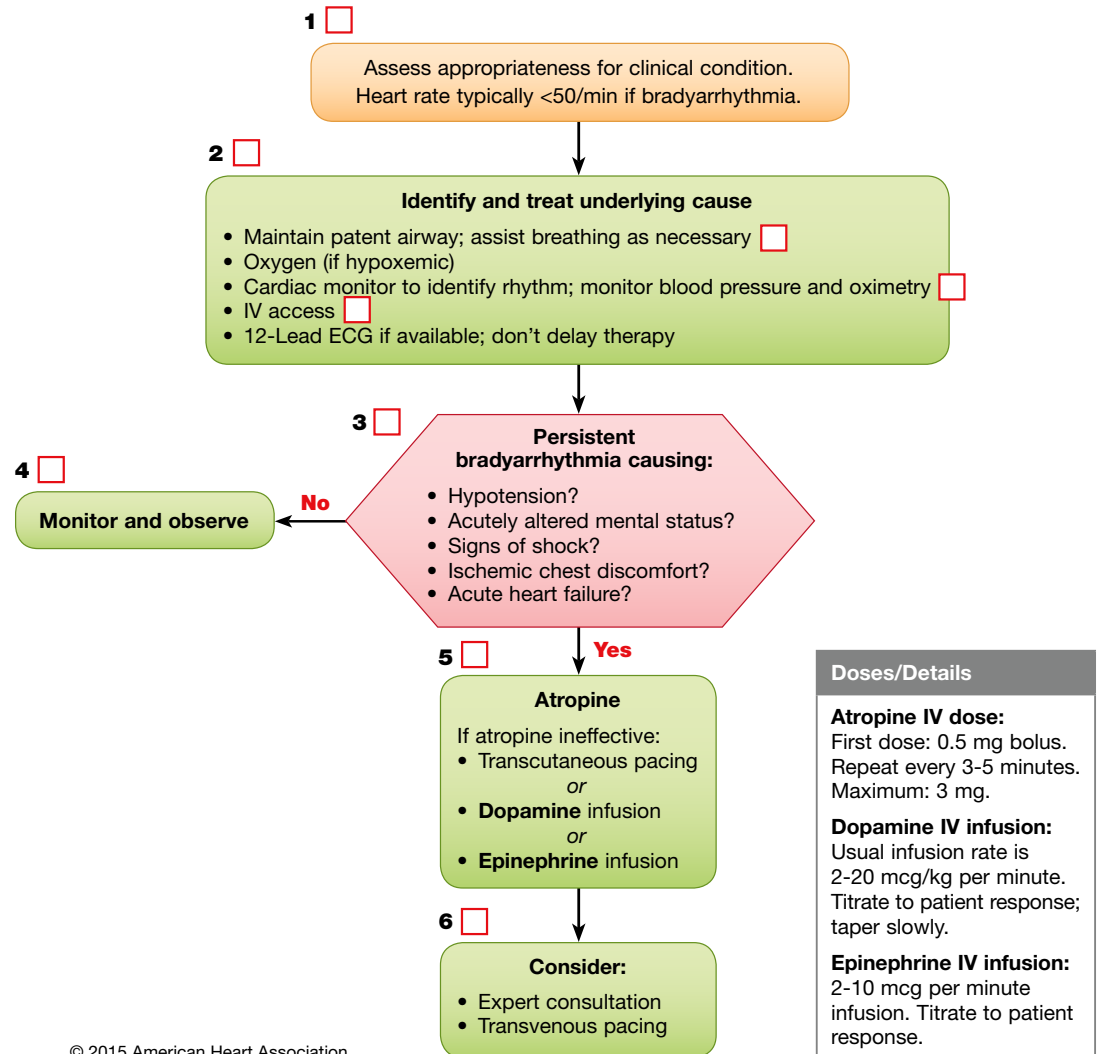 1
Assess appropriateness for clinical condition.
Heart rate typically <50/min if bradyarrhythmia.
2
Identify and treat underlying cause
• Maintain patent airway; assist breathing as necessary
• Oxygen (if hypoxemic)
• Cardiac monitor to identify rhythm; monitor blood pressure and oximetry
• IV access
• 12-Lead ECG if available; don't delay therapy
3
Persistent
bradyarrhythmia causing:
• Hypotension?
• Acutely altered mental status?
• Signs of shock?
• Ischemic chest discomfort?
• Acute heart failure?
4
No
Monitor and observe
Yes
5
Atropine
If atropine ineffective:
• Transcutaneous pacing
or
• Dopamine infusion
or
• Epinephrine infusion
6
Consider:
• Expert consultation
• Transvenous pacing
Doses/Details
Atropine IV dose:
First dose: 0.5 mg bolus.
Repeat every 3-5 minutes.
Maximum: 3 mg.
Dopamine IV infusion:
Usual infusion rate is
2-20 mcg/kg per minute.
Titrate to patient response;
taper slowly.
Epinephrine IV infusion:
2-10 mcg per minute
infusion. Titrate to patient
response.
© 2015 American Heart Association